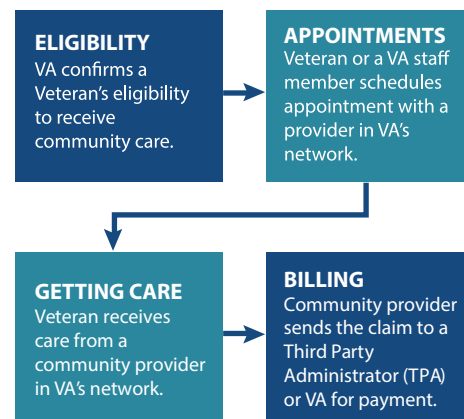 ELIGIBILITY
VA confirms a
Veteran’s eligibility
to receive
community care.
APPOINTMENTS
Veteran or a VA staff
member schedules
appointment with a
provider in VA’s
network.
GETTING CARE
Veteran receives
care from a
community provider
in VA’s network.
BILLING
Community provider
sends the claim to a
Third Party
Administrator (TPA)
or VA for payment.